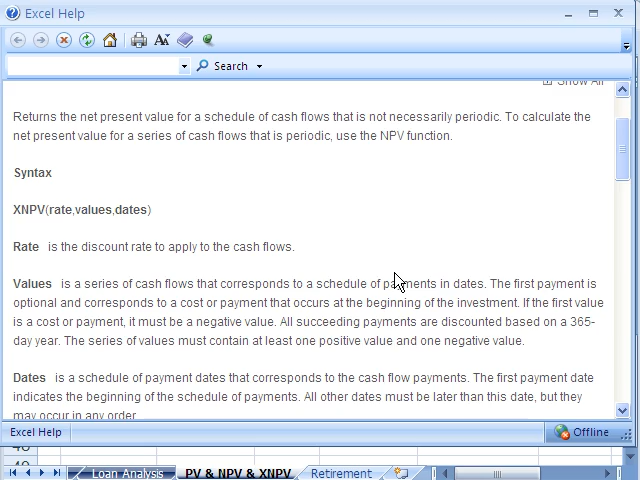 Excel Help
Search
Show All
Returns the net present value for a schedule of cash flows that is not necessarily periodic. To calculate the
net present value for a series of cash flows that is periodic, use the NPV function.
Syntax
XNPV(rate,values,dates)
Rate is the discount rate to apply to the cash flows.
Values is a series of cash flows that corresponds to a schedule of payments in dates. The first payment is
optional and corresponds to a cost or payment that occurs at the beginning of the investment. If the first value
is a cost or payment, it must be a negative value. All succeeding payments are discounted based on a 365-
day year. The series of values must contain at least one positive value and one negative value.
Dates is a schedule of payment dates that corresponds to the cash flow payments. The first payment date
indicates the beginning of the schedule of payments. All other dates must be later than this date, but they
may occur in any order.
Excel Help Offline
Loan Analysis PV & NPV & XNPV Retirement